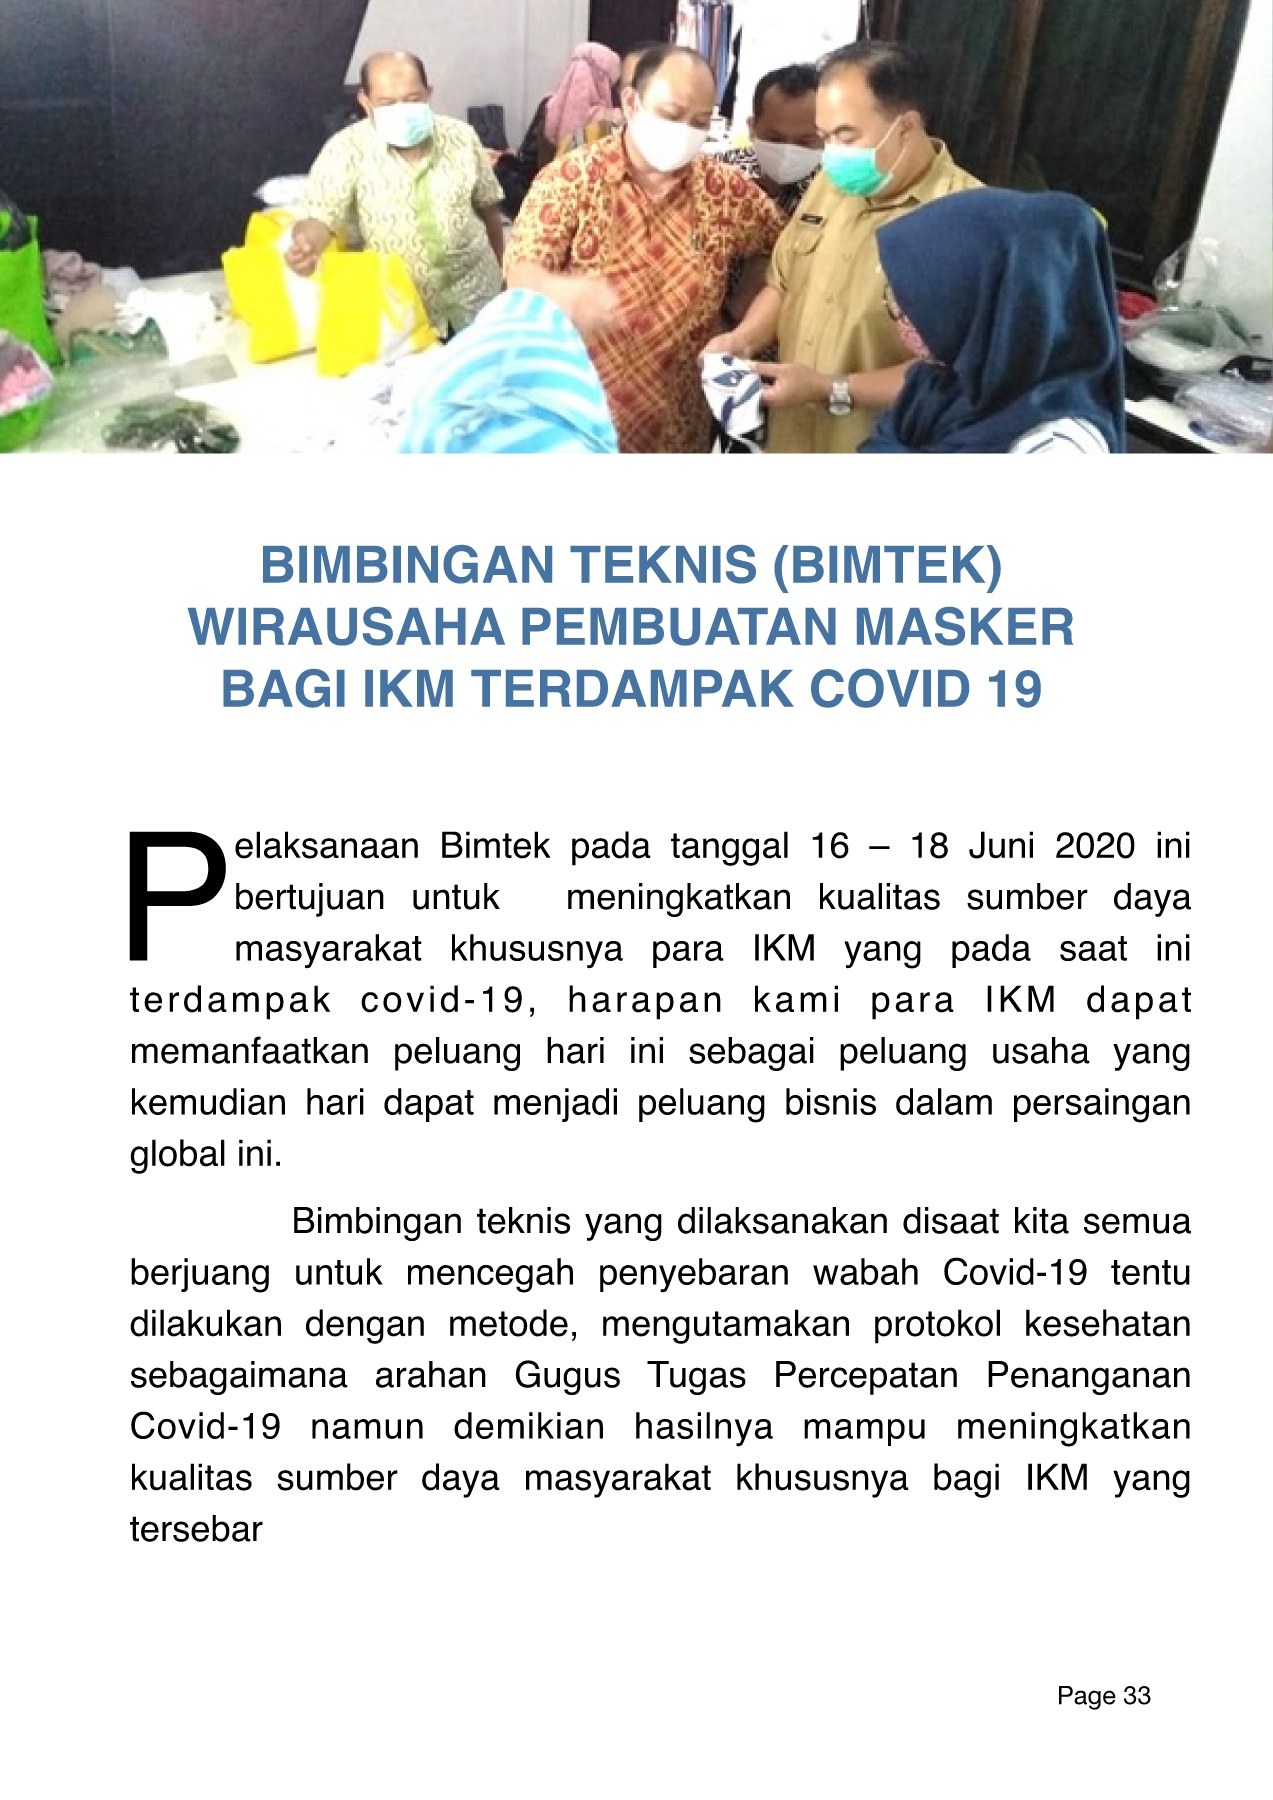 BIMBINGAN TEKNIS (BIMTEK)
WIRAUSAHA PEMBUATAN MASKER
BAGI IKM TERDAMPAK COVID 19
Pelaksanaan Bimtek pada tanggal 16 – 18 Juni 2020 ini
bertujuan untuk meningkatkan kualitas sumber daya
masyarakat khususnya para IKM yang pada saat ini
terdampak covid-19, harapan kami para IKM dapat
memanfaatkan peluang hari ini sebagai peluang usaha yang
kemudian hari dapat menjadi peluang bisnis dalam persaingan
global ini.
Bimbingan teknis yang dilaksanakan disaat kita semua
berjuang untuk mencegah penyebaran wabah Covid-19 tentu
dilakukan dengan metode, mengutamakan protokol kesehatan
sebagaimana arahan Gugus Tugas Percepatan Penanganan
Covid-19 namun demikian hasilnya mampu meningkatkan
kualitas sumber daya masyarakat khususnya bagi IKM yang
tersebar
Page 33